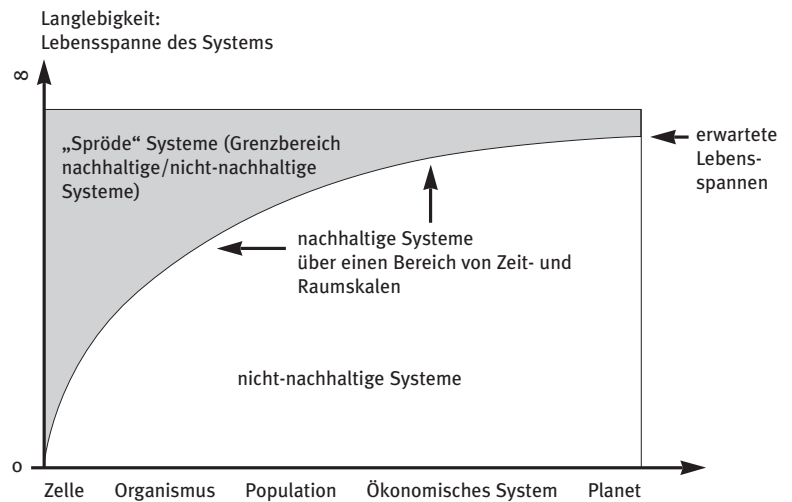 Langlebigkeit:
Lebensspanne des Systems
∞
„Spröde“ Systeme (Grenzbereich
nachhaltige/nicht-nachhaltige
Systeme)
erwartete
Lebens-
spannen
nachhaltige Systeme
über einen Bereich von Zeit- und
Raumskalen
nicht-nachhaltige Systeme
0
Zelle Organismus Population Ökonomisches System Planet